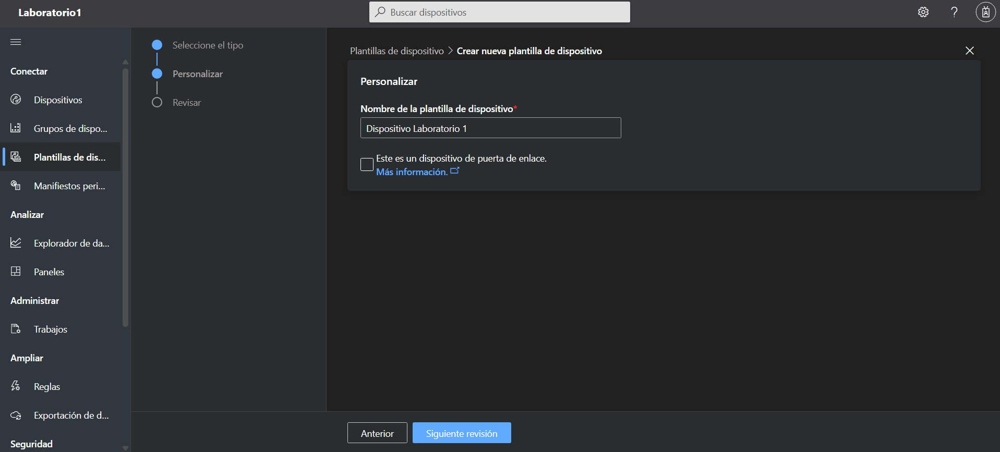 Laboratorio1
Buscar dispositivos
?
Conectar
Dispositivos
Grupos de dispo...
Plantillas de dis...
Manifiestos peri...
Analizar
Explorador de da...
Paneles
Administrar
Trabajos
Ampliar
Reglas
Exportación de d...
Seguridad
Seleccione el tipo
Personalizar
Revisar
Plantillas de dispositivo > Crear nueva plantilla de dispositivo
Personalizar
Nombre de la plantilla de dispositivo*
Dispositivo Laboratorio 1
Este es un dispositivo de puerta de enlace.
Más información.
Anterior
Siguiente revisión